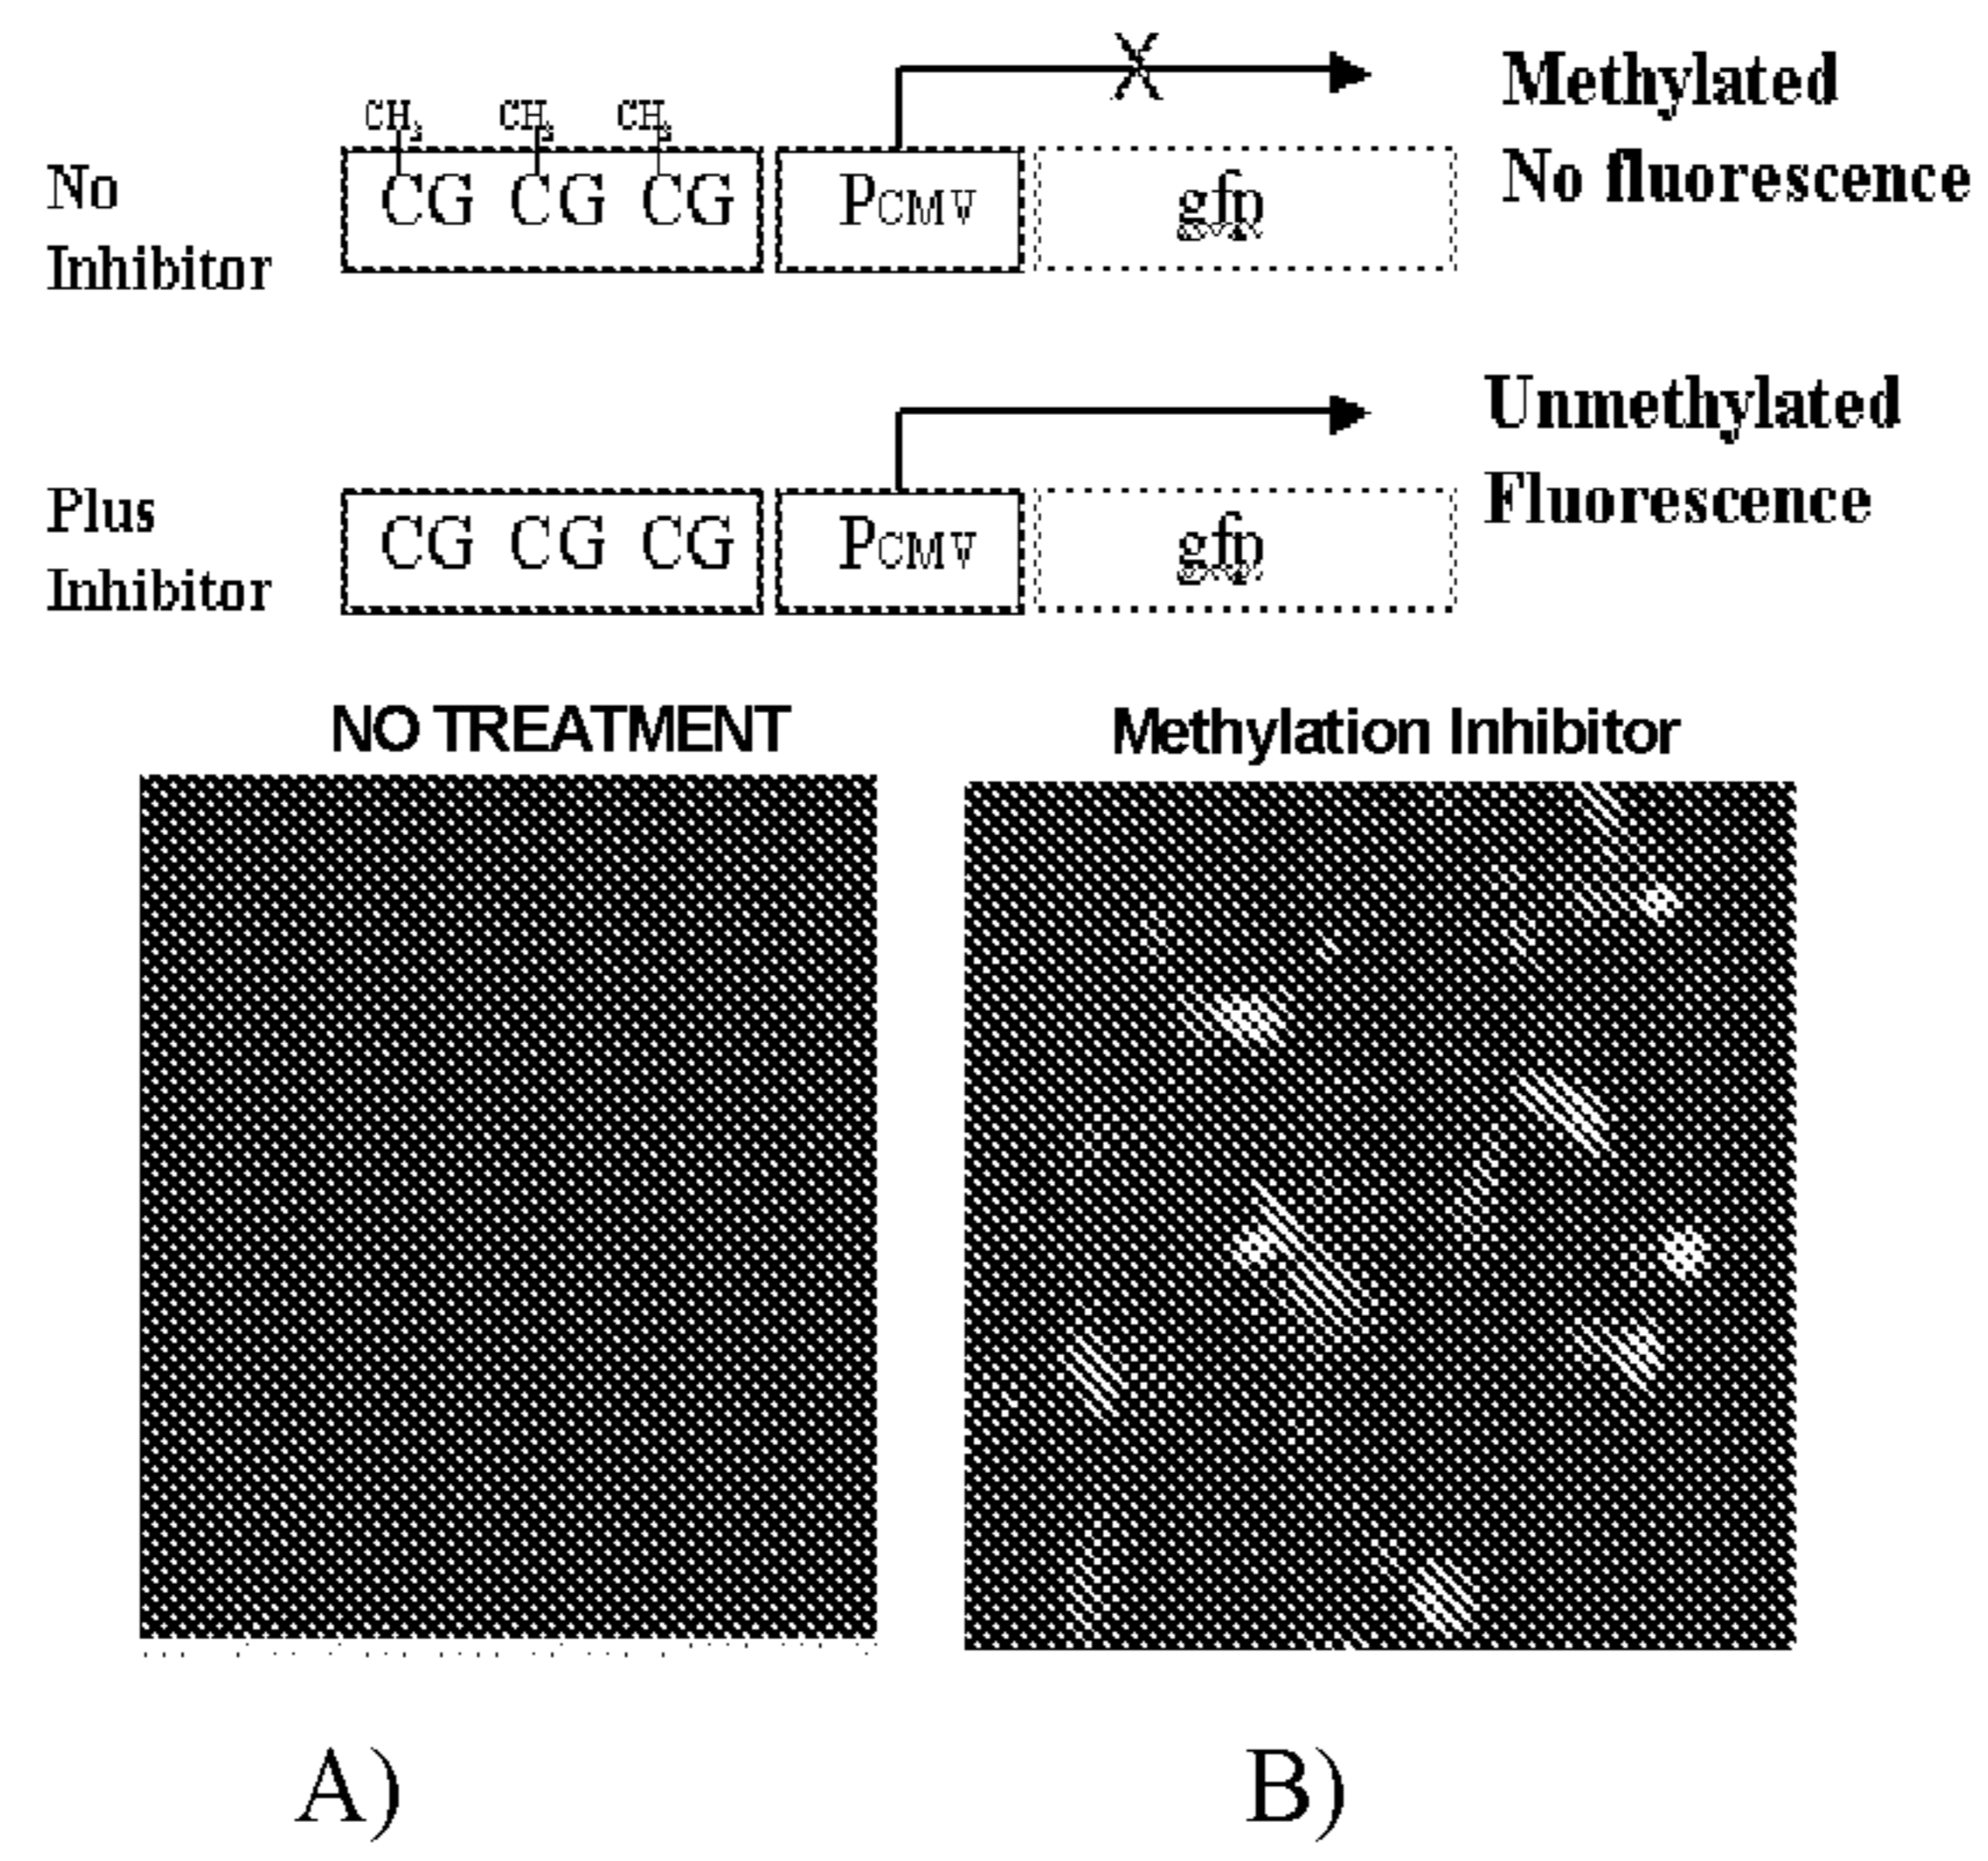 CH3 CH3 CH3
No
Inhibitor
CG CG CG
PCMV
gfp
X
Methylated
No fluorescence
Plus
Inhibitor
CG CG CG
PCMV
gfp
Unmethylated
Fluorescence
NO TREATMENT
Methylation Inhibitor
A)
B)